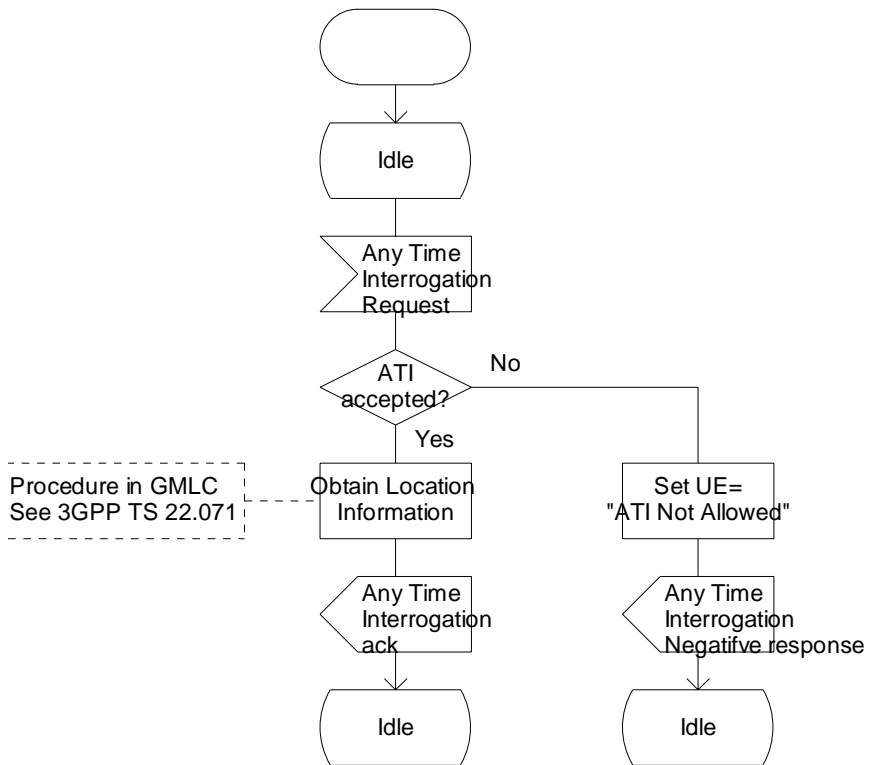 Idle
Any Time
Interrogation
Request
ATI
accepted?
No
Yes
Procedure in GMLC
See 3GPP TS 22.071
Obtain Location
Information
Set UE=
"ATI Not Allowed"
Any Time
Interrogation
ack
Any Time
Interrogation
Negatifve response
Idle
Idle